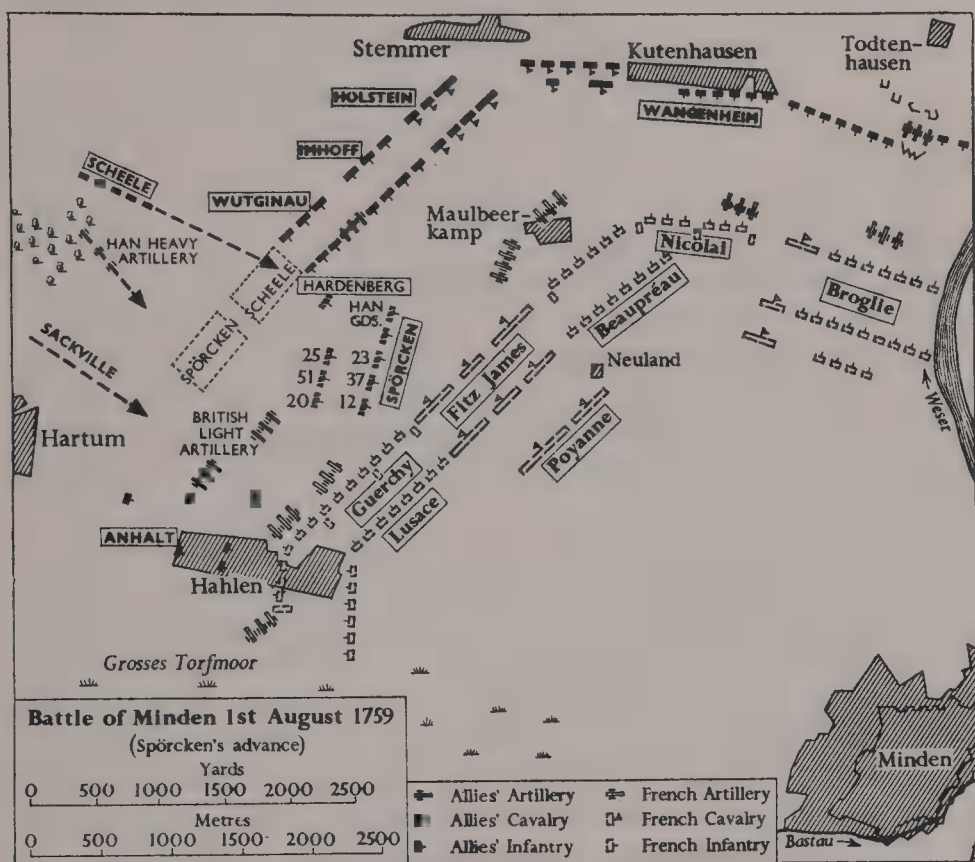 Stemmer
Kutenhausen
Todten-
hausen
HOLSTEIN
WANGENHEIM
IMHOFF
SCHEELE
WUTGINAU
HAN HEAVY
ARTILLERY
Maulbeer-
kamp
Nicolai
SCHEELE
HARDENBERG
Broglie
Beaupréau
HAN
GDS.
SPÖRCKEN
SACKVILLE
25
23
SPÖRCKEN
51
37
20
12
Fitz James
Neuland
Weser
Hartum
BRITISH
LIGHT
ARTILLERY
Poyanne
Guerchy
Lusace
ANHALT
Hahlen
Grosses Torfmoor
Battle of Minden 1st August 1759
(Spörcken's advance)
Yards
0 500 1000 1500 2000 2500
Metres
0 500 1000 1500 2000 2500
Allies' Artillery
French Artillery
Allies' Cavalry
French Cavalry
Allies' Infantry
French Infantry
Minden
Bastau